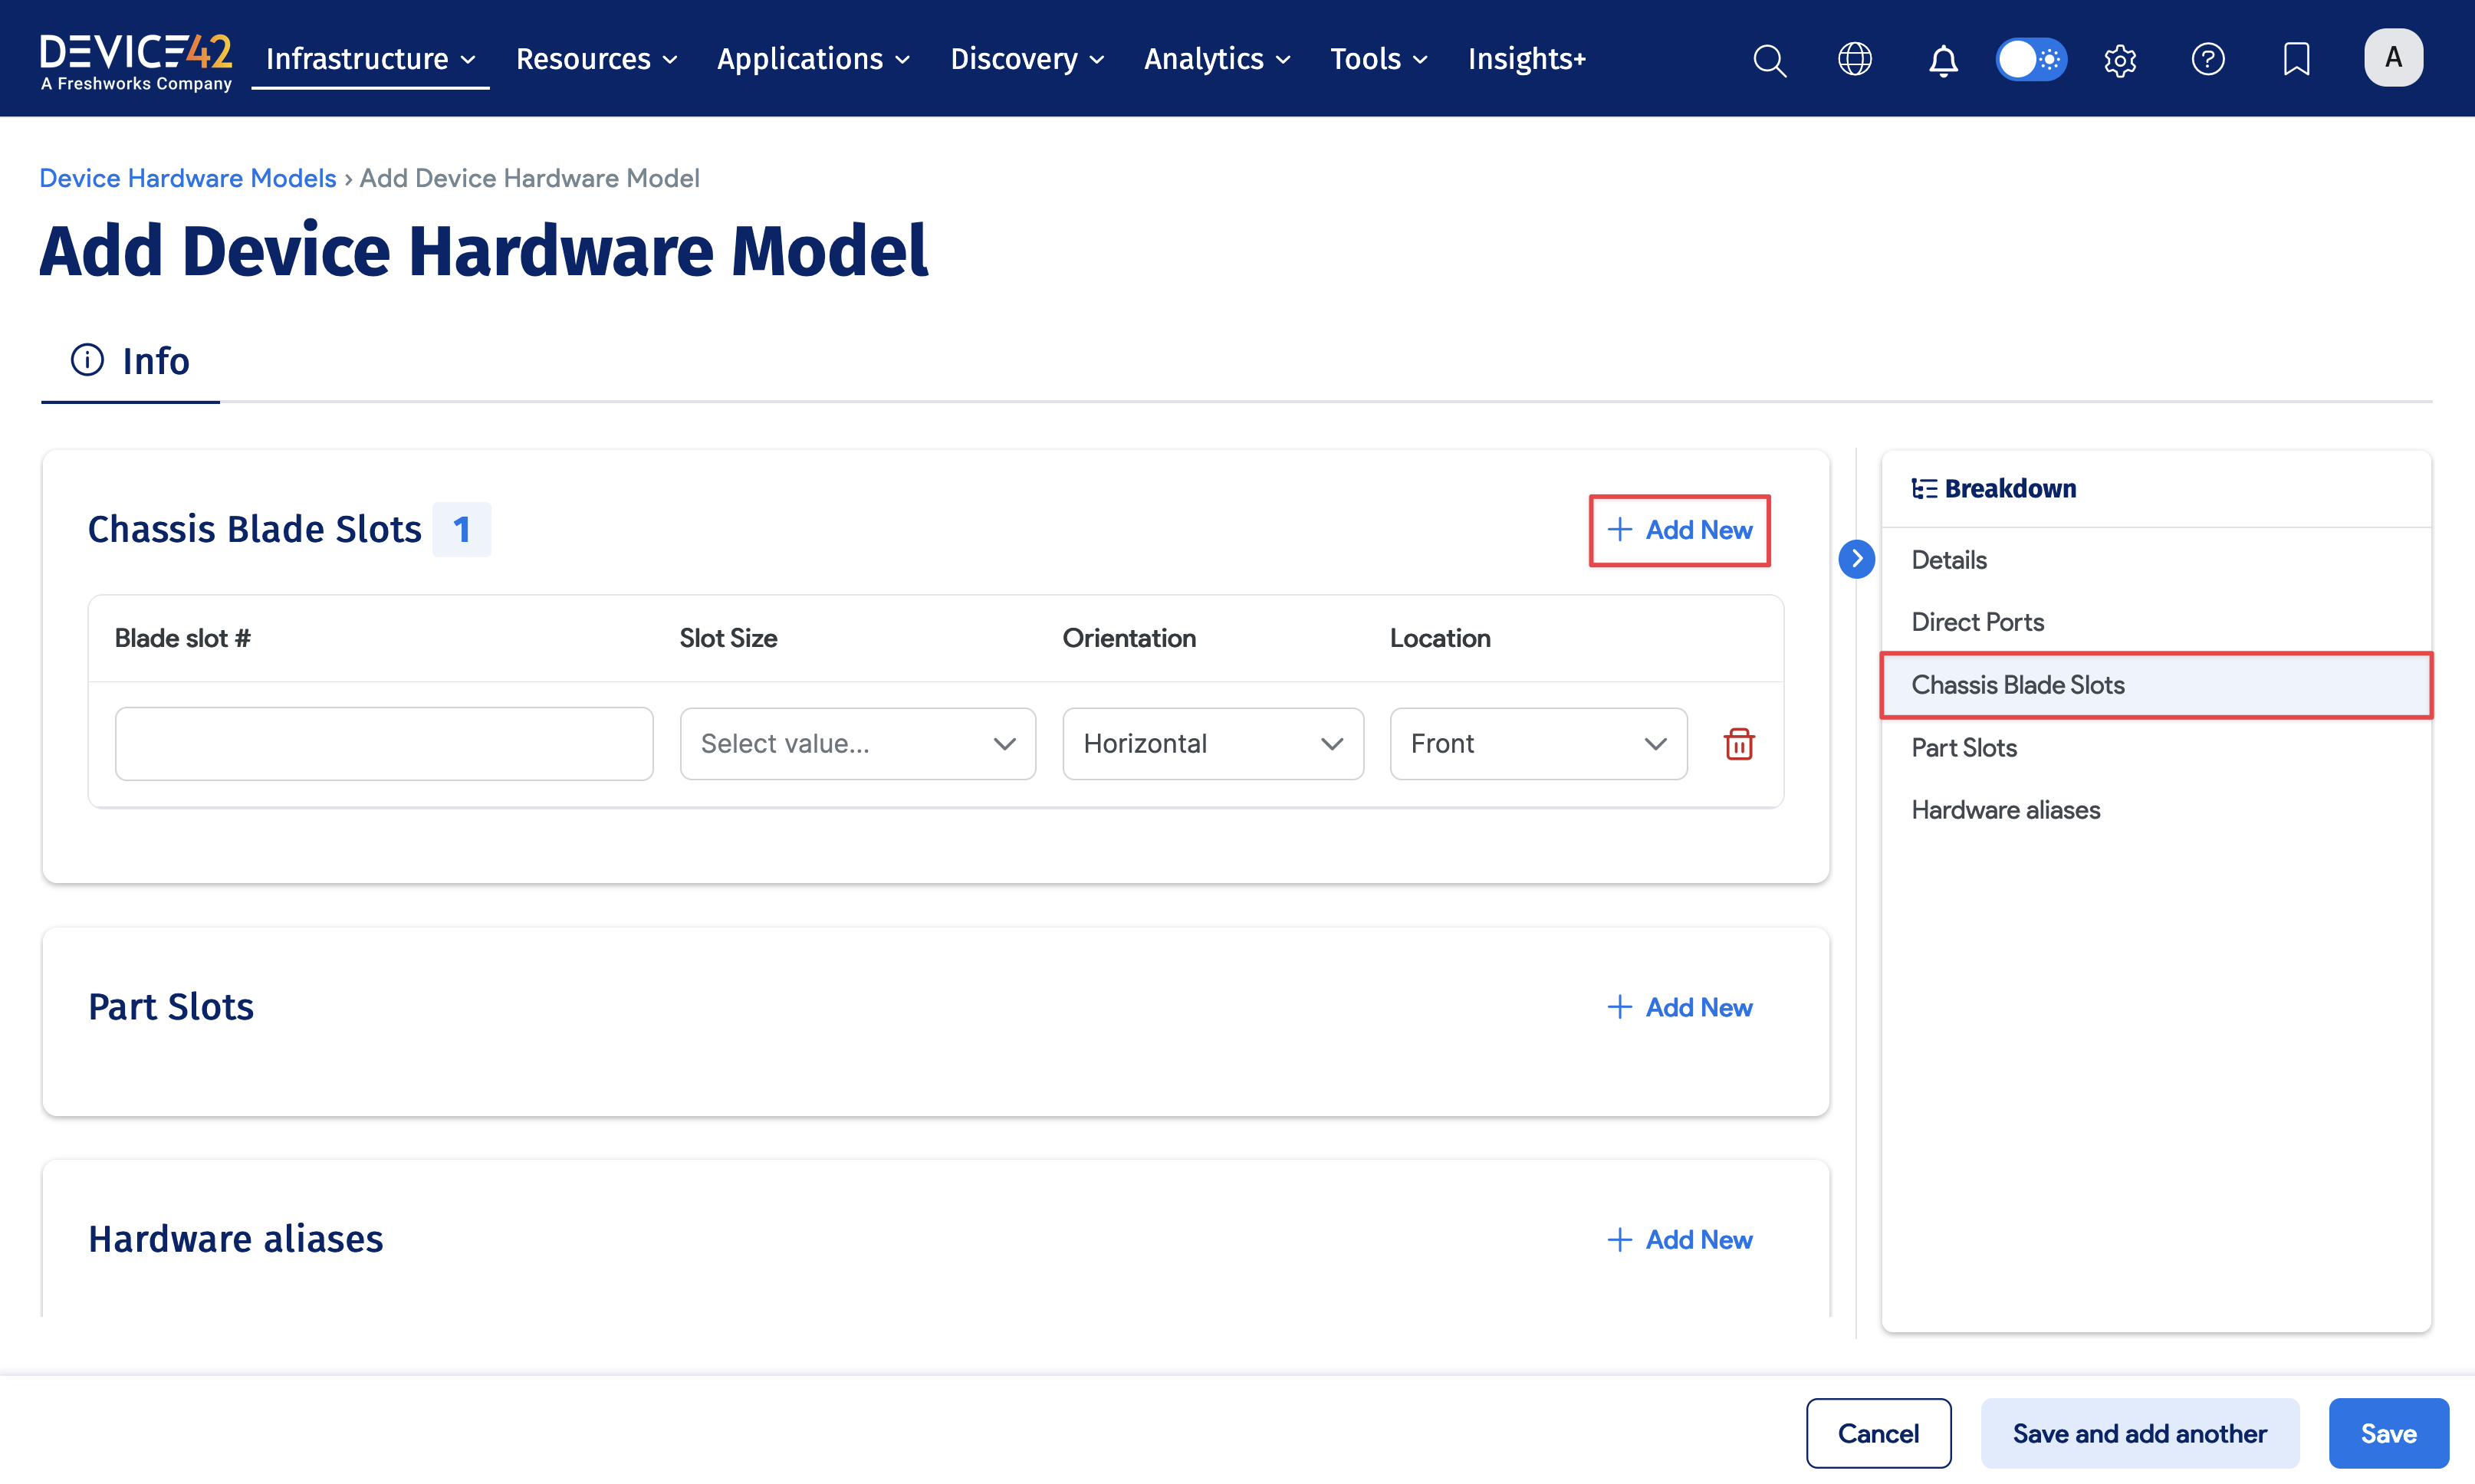 DEVICE42
A Freshworks Company
Infrastructure Resources Applications Discovery Analytics Tools Insights+ A
Device Hardware Models › Add Device Hardware Model
Add Device Hardware Model
Info
Chassis Blade Slots 1
+ Add New
Blade slot # Slot Size Orientation Location
Select value... Horizontal Front
Part Slots
+ Add New
Hardware aliases
+ Add New
Breakdown
Details
Direct Ports
Chassis Blade Slots
Part Slots
Hardware aliases
Cancel Save and add another Save